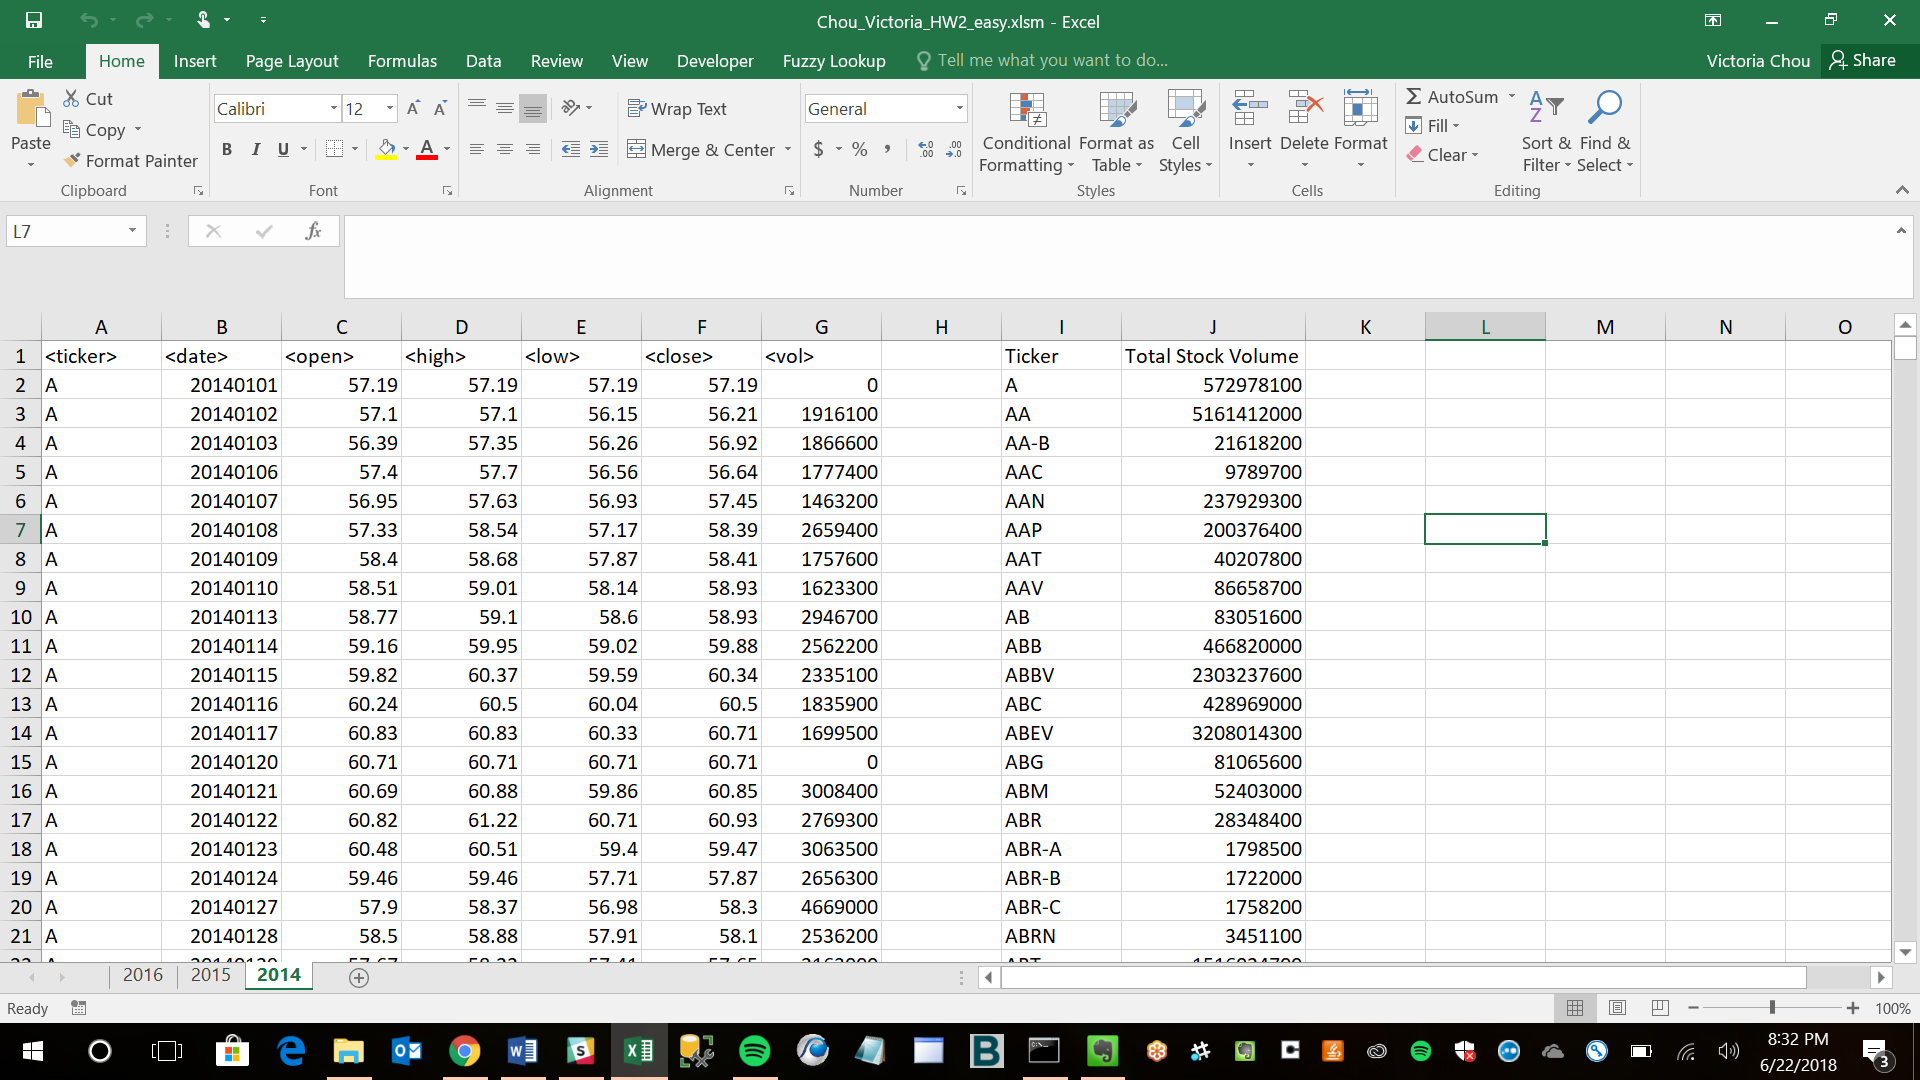 Chou_Victoria_HW2_easy.xlsm - Excel
File Home Insert Page Layout Formulas Data Review View Developer Fuzzy Lookup Tell me what you want to do... Victoria Chou Share
Paste Cut Copy Format Painter
Calibri 12 B I U A
Wrap Text Merge & Center
General $ % ,
Conditional Formatting Format as Table Cell Styles
Insert Delete Format
AutoSum Fill Clear Sort & Filter Find & Select
Clipboard Font Alignment Number Styles Cells Editing
L7 fx
A B C D E F G H I J K L M N O
1 <ticker> <date> <open> <high> <low> <close> <vol> Ticker Total Stock Volume
2 A 20140101 57.19 57.19 57.19 57.19 0 A 572978100
3 A 20140102 57.1 57.1 56.15 56.21 1916100 AA 5161412000
4 A 20140103 56.39 57.35 56.26 56.92 1866600 AA-B 21618200
5 A 20140106 57.4 57.7 56.56 56.64 1777400 AAC 9789700
6 A 20140107 56.95 57.63 56.93 57.45 1463200 AAN 237929300
7 A 20140108 57.33 58.54 57.17 58.39 2659400 AAP 200376400
8 A 20140109 58.4 58.68 57.87 58.41 1757600 AAT 40207800
9 A 20140110 58.51 59.01 58.14 58.93 1623300 AAV 86658700
10 A 20140113 58.77 59.1 58.6 58.93 2946700 AB 83051600
11 A 20140114 59.16 59.95 59.02 59.88 2562200 ABB 466820000
12 A 20140115 59.82 60.37 59.59 60.34 2335100 ABBV 2303237600
13 A 20140116 60.24 60.5 60.04 60.5 1835900 ABC 428969000
14 A 20140117 60.83 60.83 60.33 60.71 1699500 ABEV 3208014300
15 A 20140120 60.71 60.71 60.71 60.71 0 ABG 81065600
16 A 20140121 60.69 60.88 59.86 60.85 3008400 ABM 52403000
17 A 20140122 60.82 61.22 60.71 60.93 2769300 ABR 28348400
18 A 20140123 60.48 60.51 59.4 59.47 3063500 ABR-A 1798500
19 A 20140124 59.46 59.46 57.71 57.87 2656300 ABR-B 1722000
20 A 20140127 57.9 58.37 56.98 58.3 4669000 ABR-C 1758200
21 A 20140128 58.5 58.88 57.91 58.1 2536200 ABRN 3451100
2016 2015 2014
Ready 100%
8:32 PM
6/22/2018
3